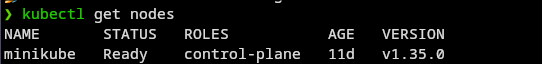 ❯ kubectl get nodes
NAME       STATUS   ROLES           AGE   VERSION
minikube   Ready    control-plane   11d   v1.35.0